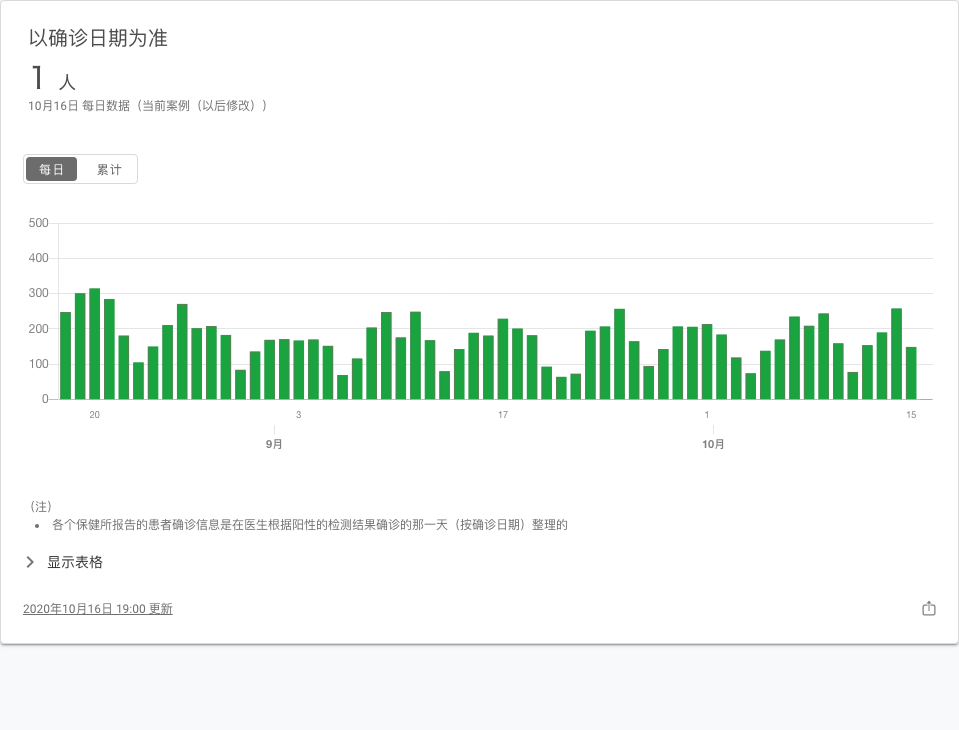 以确诊日期为准
1 人
10月16日 每日数据（当前案例（以后修改））
每日 累计
500
400
300
200
100
0
20 3 17 1 15
9月 10月
（注）
• 各个保健所报告的患者确诊信息是在医生根据阳性的检测结果确诊的那一天（按确诊日期）整理的
显示表格
2020年10月16日 19:00 更新